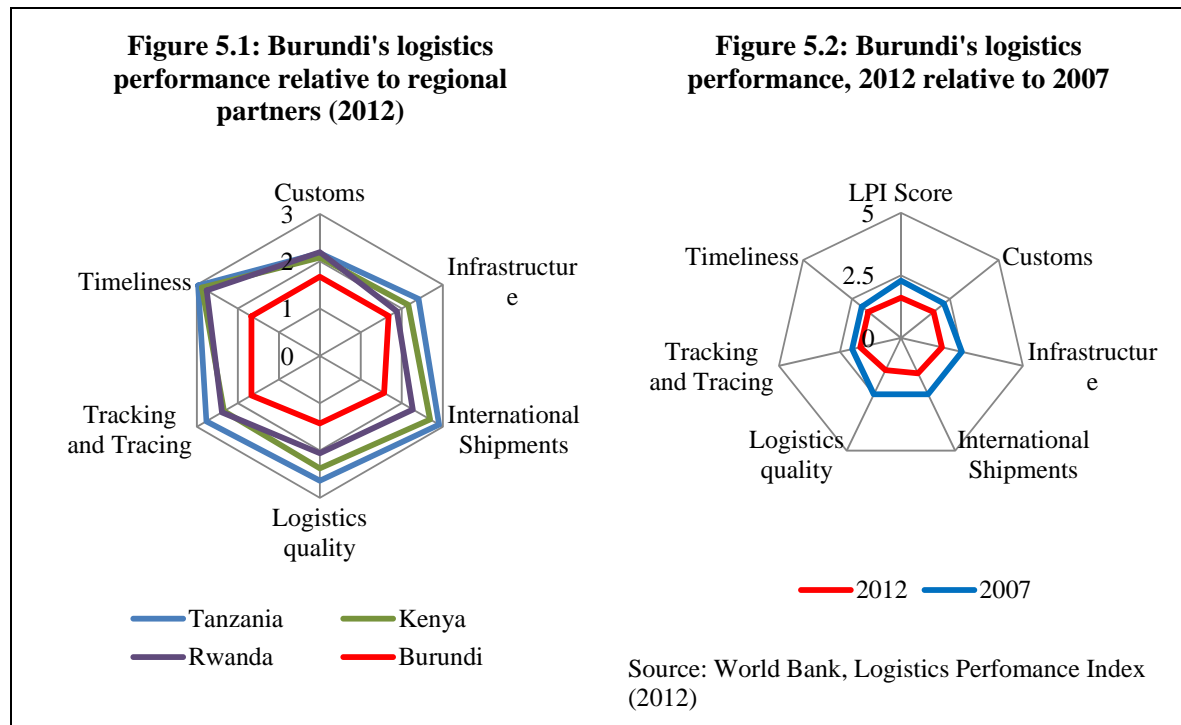 Figure 5.1: Burundi's logistics
performance relative to regional
partners (2012)
Customs
3
2
1
0
Infrastructur
e
International
Shipments
Logistics
quality
Tracking
and Tracing
Timeliness
Tanzania
Kenya
Rwanda
Burundi
Figure 5.2: Burundi's logistics
performance, 2012 relative to 2007
LPI Score
5
2.5
0
Customs
Infrastructur
e
International
Shipments
Logistics
quality
Tracking
and Tracing
Timeliness
2012
2007
Source: World Bank, Logistics Perfomance Index
(2012)